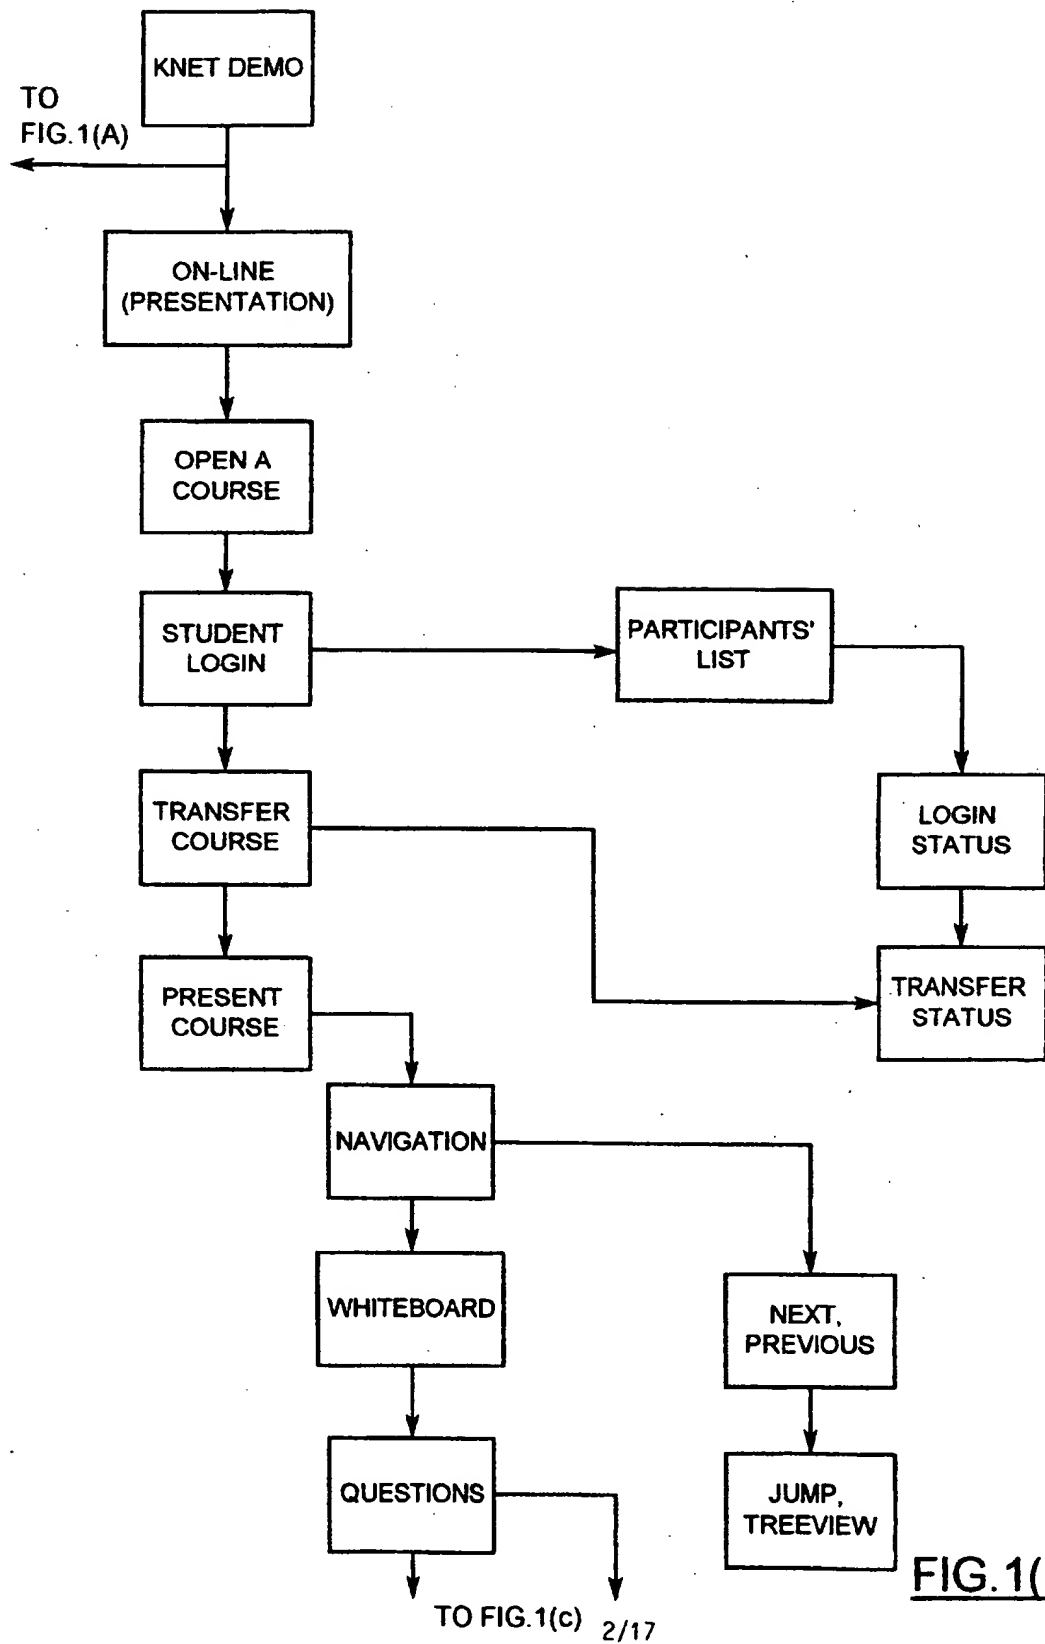 KNET DEMO
TO
FIG.1(A)
ON-LINE
(PRESENTATION)
OPEN A
COURSE
STUDENT
LOGIN
PARTICIPANTS'
LIST
TRANSFER
COURSE
LOGIN
STATUS
PRESENT
COURSE
TRANSFER
STATUS
NAVIGATION
WHITEBOARD
NEXT,
PREVIOUS
QUESTIONS
JUMP,
TREEVIEW
FIG.1(
TO FIG.1(c)
2/17